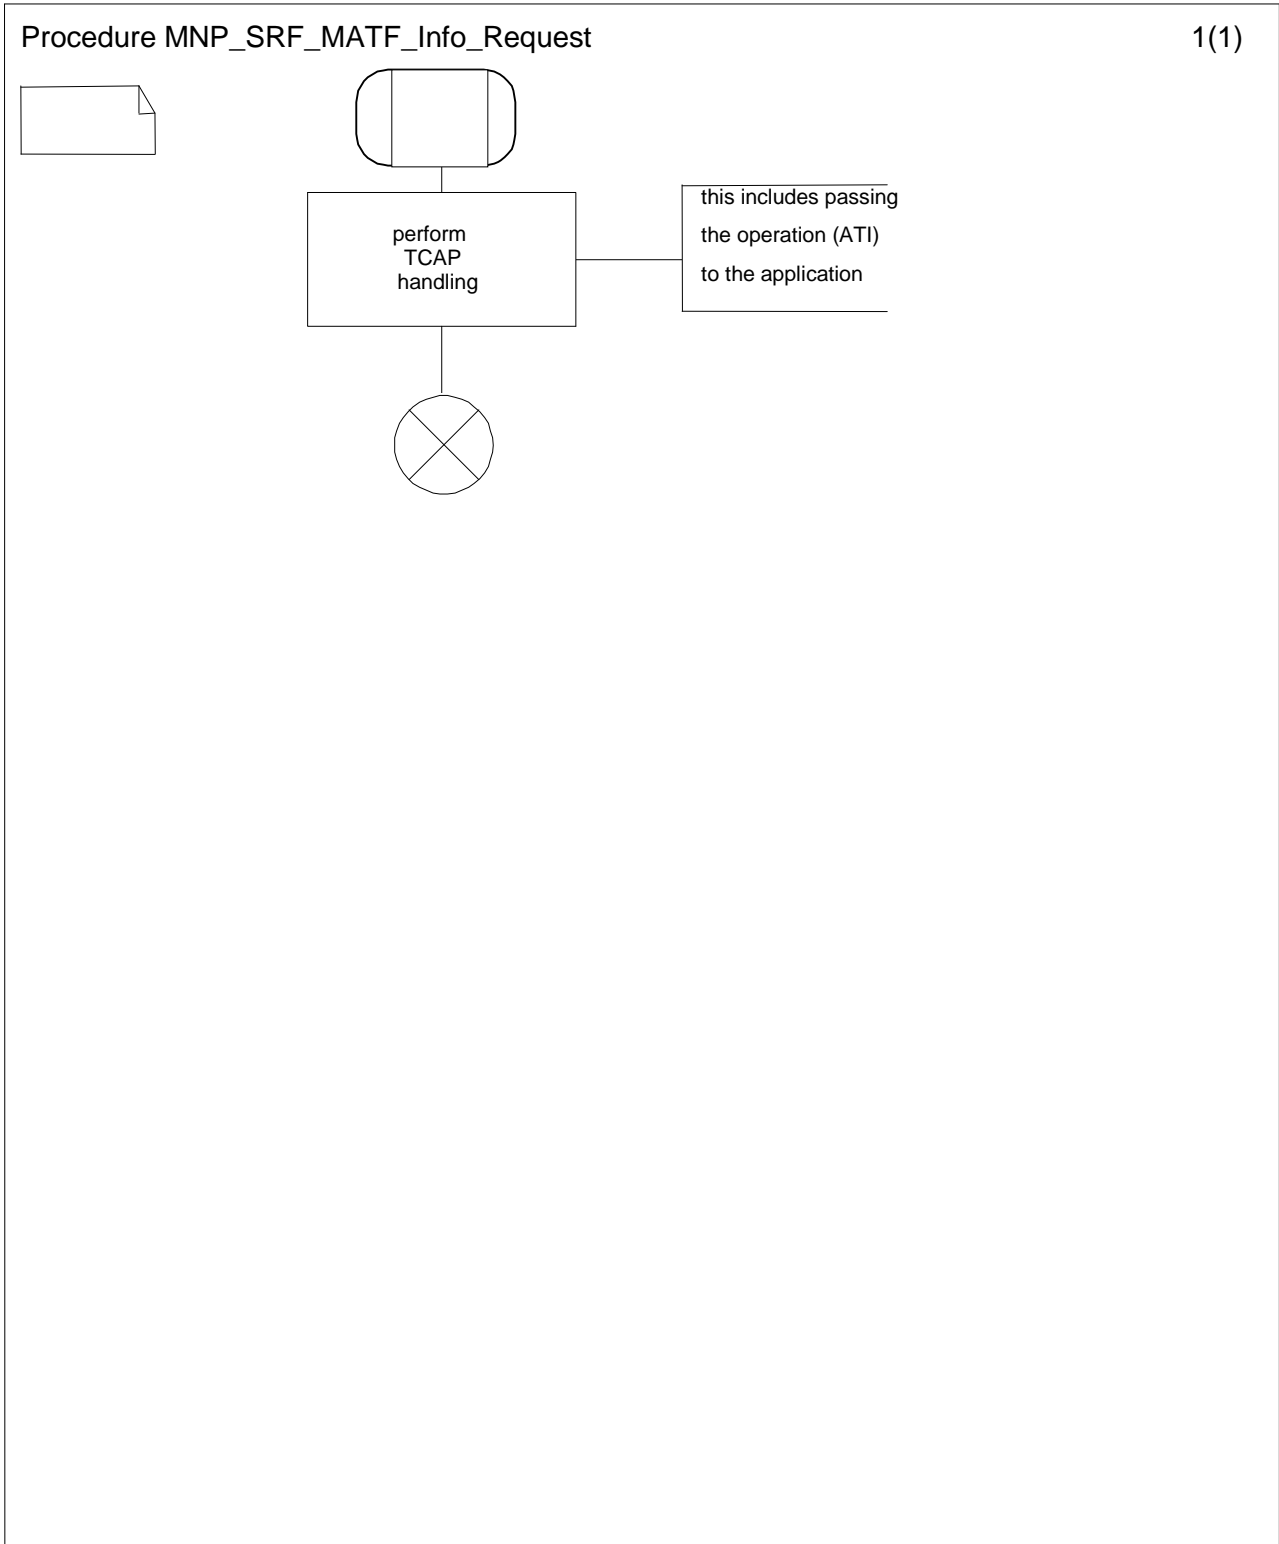 Procedure MNP_SRF_MATF_Info_Request 1(1)
perform
TCAP
handling
this includes passing
the operation (ATI)
to the application